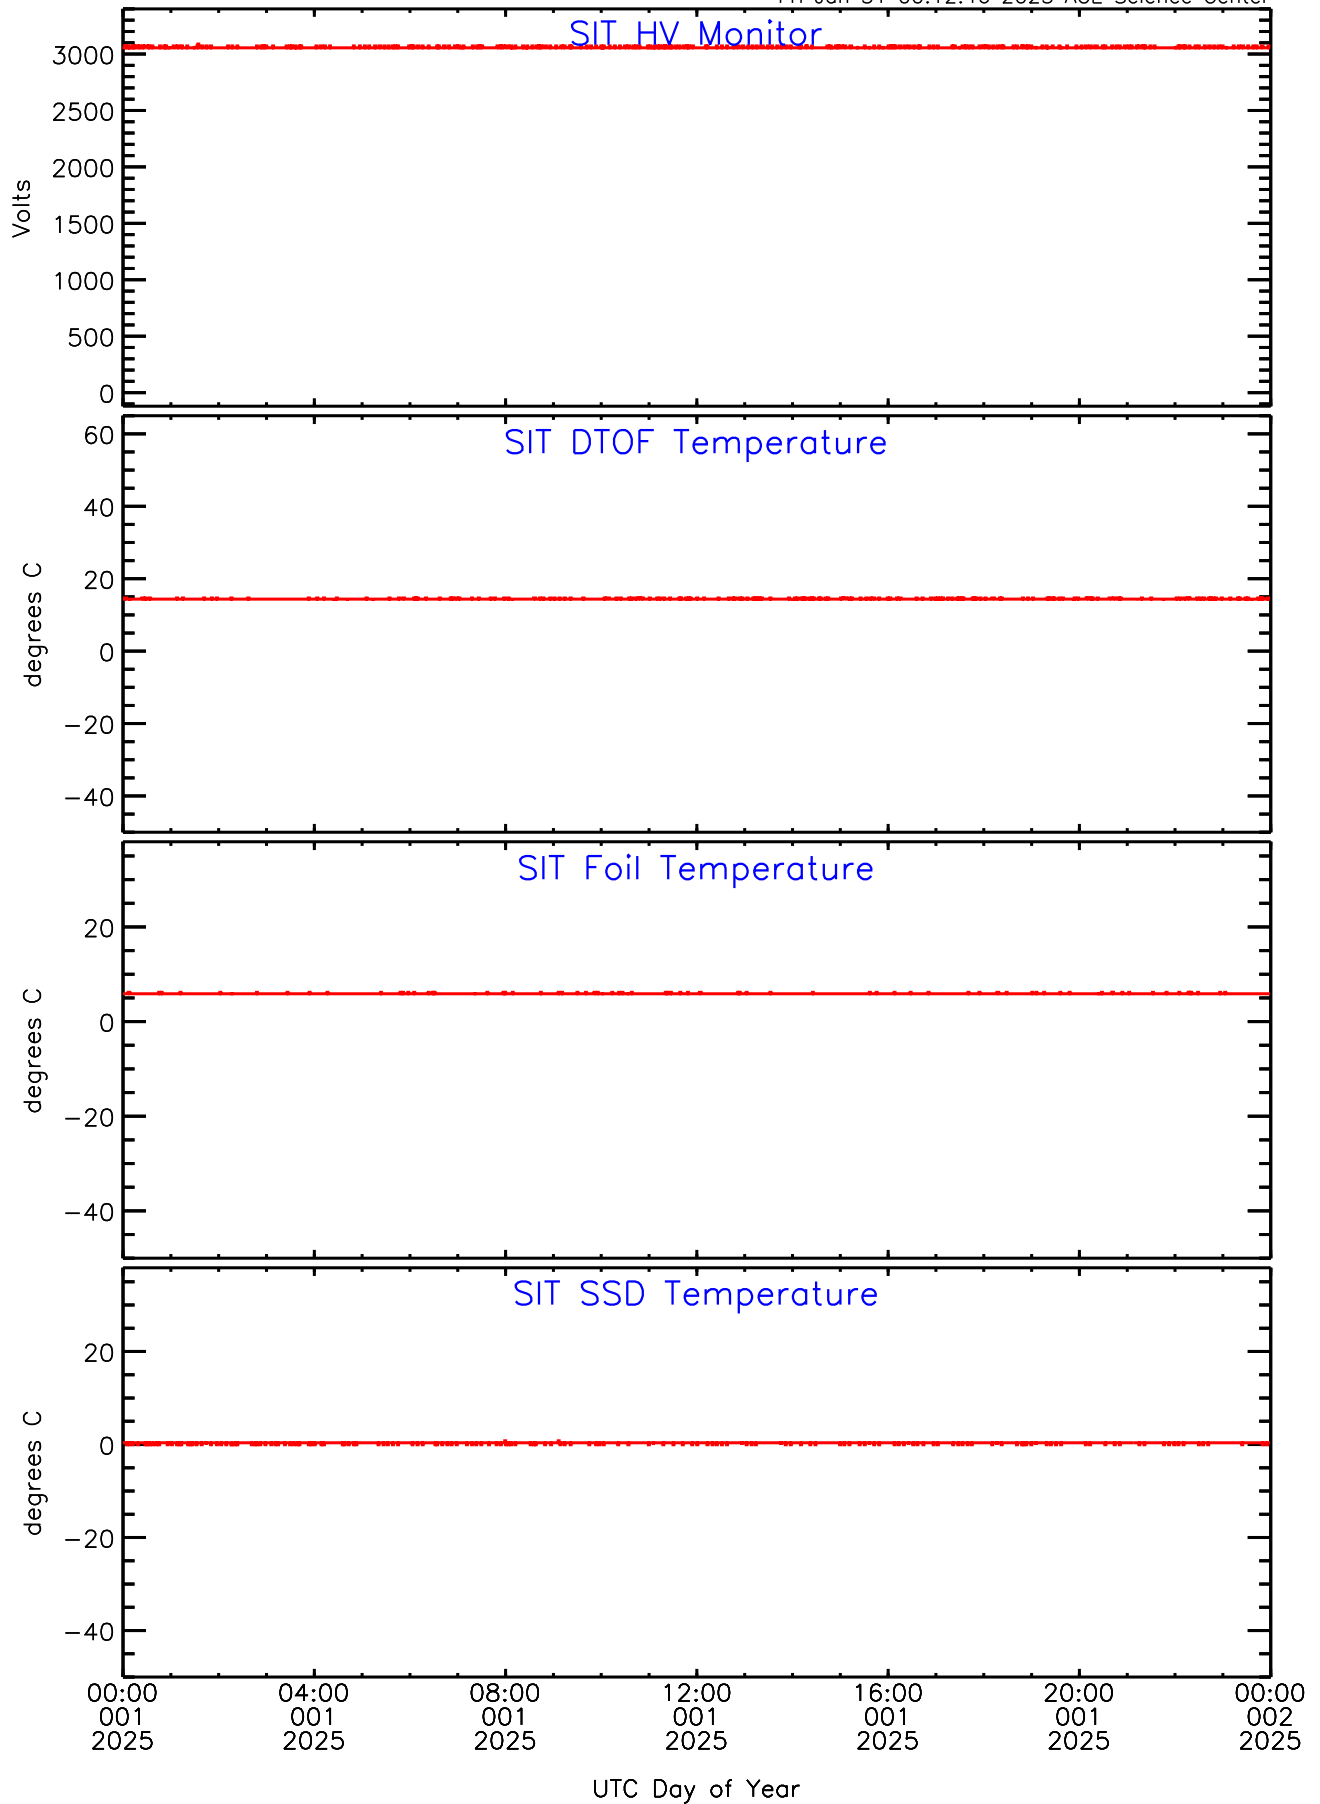 SIT HV Monitor
3000
2500
2000
1500
1000
500
0
Volts
SIT DTOF Temperature
60
40
20
0
−20
−40
degrees C
SIT Foil Temperature
20
0
−20
−40
degrees C
SIT SSD Temperature
20
0
−20
−40
degrees C
00:00 04:00 08:00 12:00 16:00 20:00 00:00
001 001 001 001 001 001 002
2025 2025 2025 2025 2025 2025 2025
UTC Day of Year